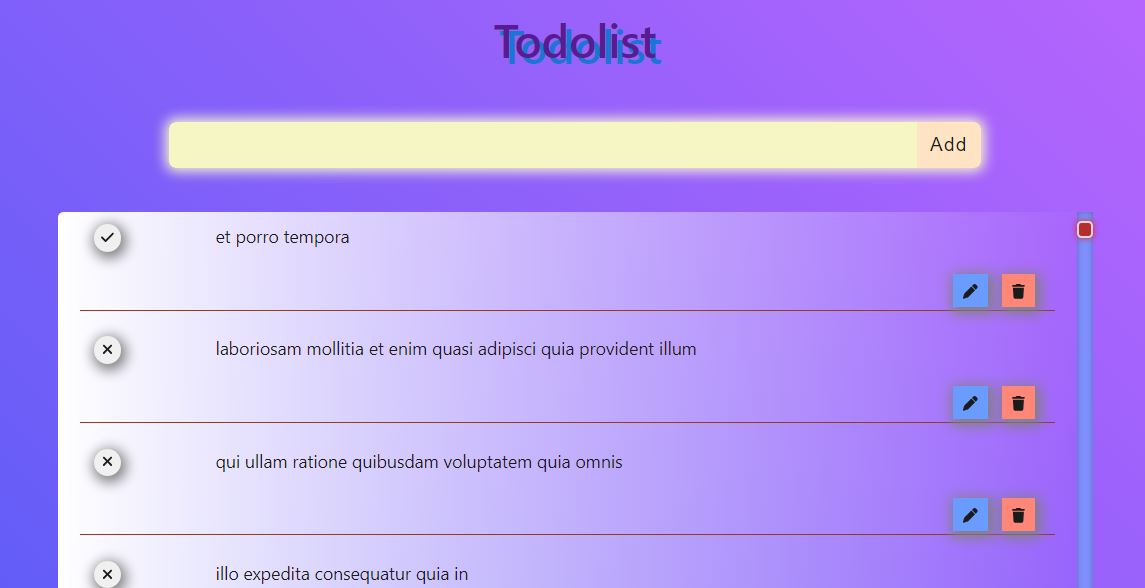 Todolist
Add
et porro tempora
laboriosam mollitia et enim quasi adipisci quia provident illum
qui ullam ratione quibusdam voluptatem quia omnis
illo expedita consequatur quia in